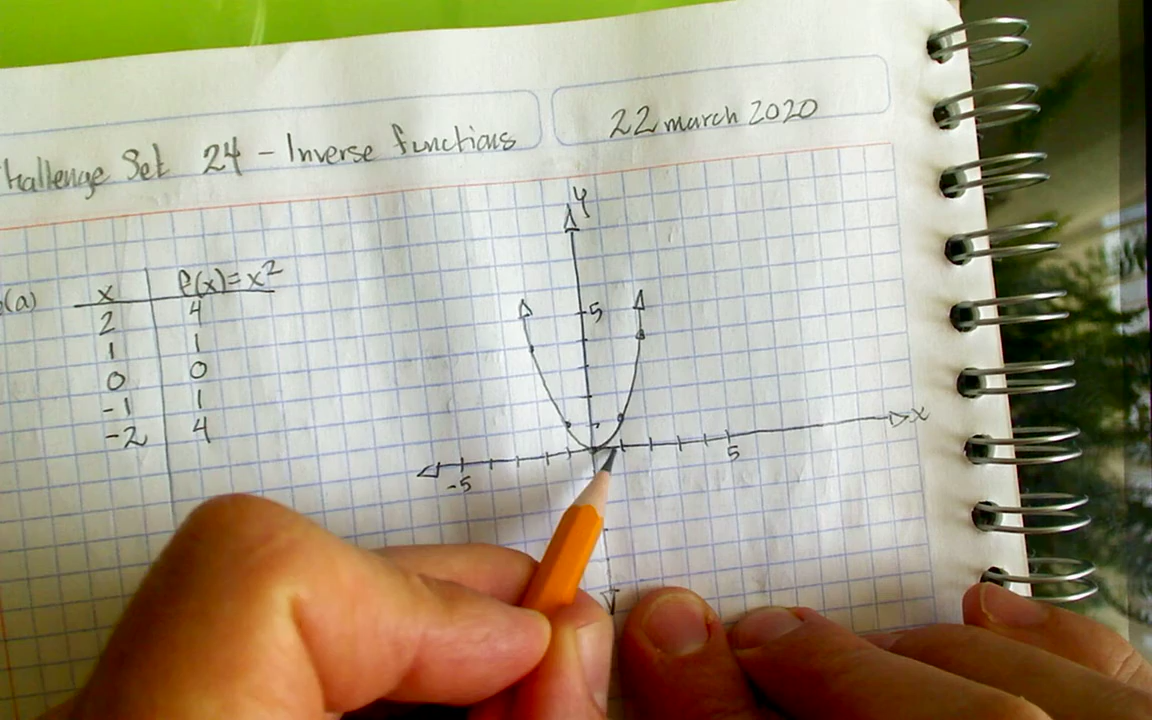 hallenge Set 24 - Inverse functions
22 march 2020
(a)
x f(x)=x²
2 4
1 1
0 0
-1 1
-2 4
y
5
x
5
-5